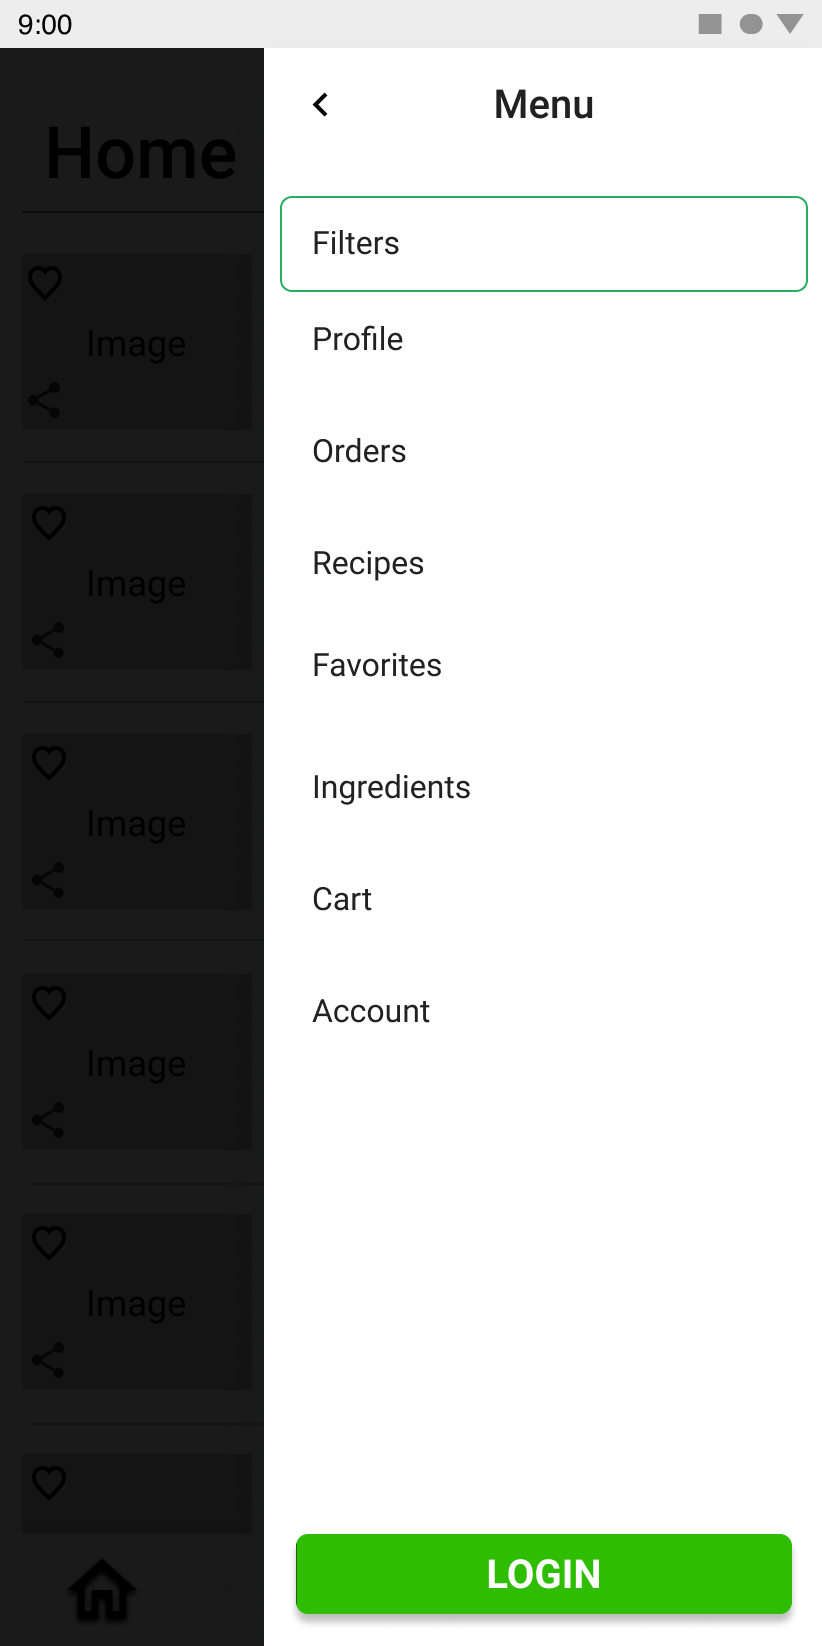 9:00
Home
Image
Image
Image
Image
Image
Menu
Filters
Profile
Orders
Recipes
Favorites
Ingredients
Cart
Account
LOGIN